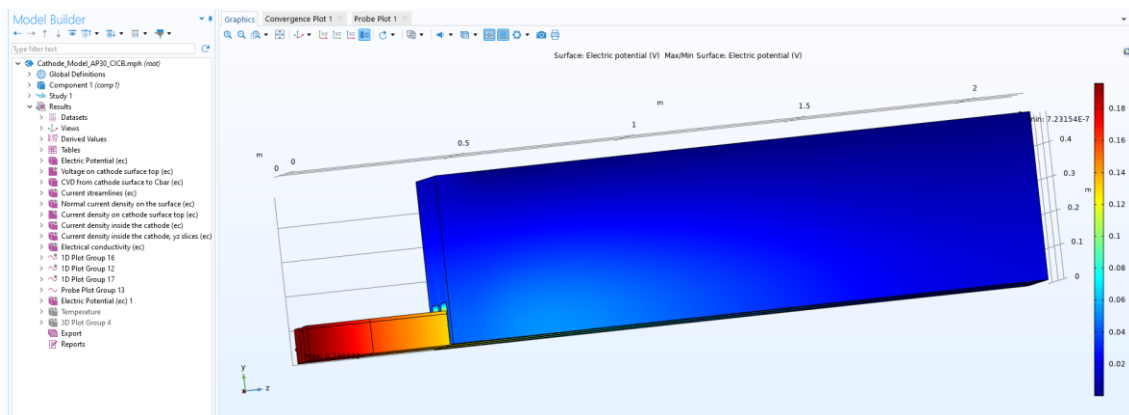 Model Builder
Type filter text
Cathode_Model_AP30_CICB.mph (root)
Global Definitions
Component 1 (comp1)
Study 1
Results
Datasets
Views
Derived Values
Tables
Electric Potential (ec)
Voltage on cathode surface top (ec)
CVD from cathode surface to Cbar (ec)
Current streamlines (ec)
Normal current density on the surface (ec)
Current density on cathode surface top (ec)
Current density inside the cathode (ec)
Current density inside the cathode, yz slices (ec)
Electrical conductivity (ec)
1D Plot Group 16
1D Plot Group 12
1D Plot Group 17
Probe Plot Group 13
Electric Potential (ec) 1
Temperature
3D Plot Group 4
Export
Reports
Graphics Convergence Plot 1 Probe Plot 1
Surface: Electric potential (V) Max/Min Surface: Electric potential (V)
m
0 0 0.5 1 1.5 2
m
min: 7.23154E-7
0.4
0.3
m
0.2
0.1
0
0.18
0.16
0.14
0.12
0.1
0.08
0.06
0.04
0.02
y
x z